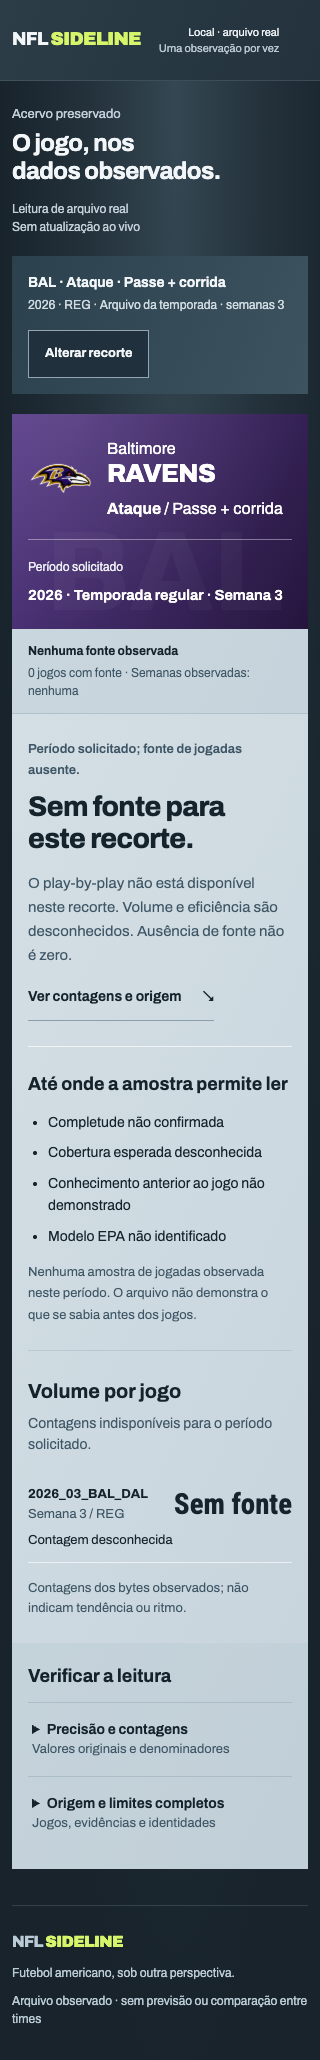 NFL SIDELINE
Local · arquivo real
Uma observação por vez
Acervo preservado
O jogo, nos
dados observados.
Leitura de arquivo real
Sem atualização ao vivo
BAL · Ataque · Passe + corrida
2026 · REG · Arquivo da temporada · semanas 3
Alterar recorte
Baltimore
RAVENS
Ataque / Passe + corrida
BAL
Período solicitado
2026 · Temporada regular · Semana 3
Nenhuma fonte observada
0 jogos com fonte · Semanas observadas:
nenhuma
Período solicitado; fonte de jogadas
ausente.
Sem fonte para
este recorte.
O play-by-play não está disponível
neste recorte. Volume e eficiência são
desconhecidos. Ausência de fonte não
é zero.
Ver contagens e origem ↘
Até onde a amostra permite ler
• Completude não confirmada
• Cobertura esperada desconhecida
• Conhecimento anterior ao jogo não
demonstrado
• Modelo EPA não identificado
Nenhuma amostra de jogadas observada
neste período. O arquivo não demonstra o
que se sabia antes dos jogos.
Volume por jogo
Contagens indisponíveis para o período
solicitado.
2026_03_BAL_DAL
Semana 3 / REG
Sem fonte
Contagem desconhecida
Contagens dos bytes observados; não
indicam tendência ou ritmo.
Verificar a leitura
▶ Precisão e contagens
Valores originais e denominadores
▶ Origem e limites completos
Jogos, evidências e identidades
NFL SIDELINE
Futebol americano, sob outra perspectiva.
Arquivo observado · sem previsão ou comparação entre
times